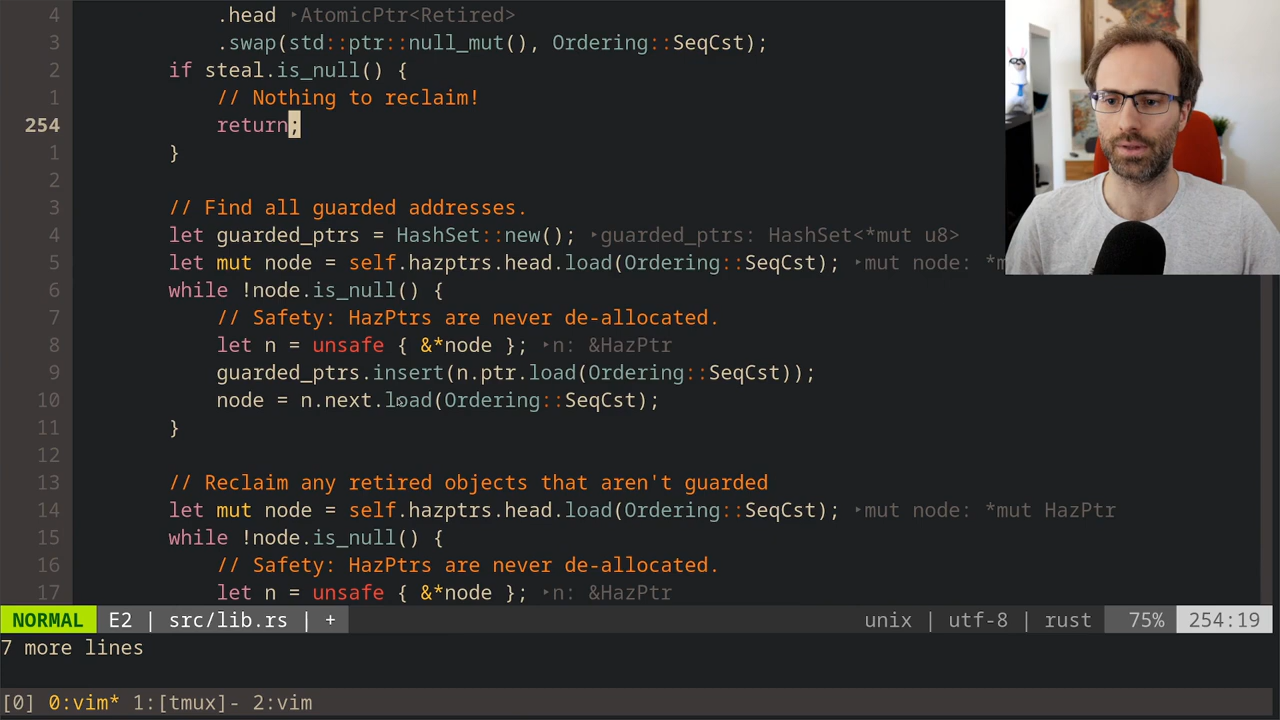 4 .head ‣AtomicPtr<Retired>
3 .swap(std::ptr::null_mut(), Ordering::SeqCst);
2 if steal.is_null() {
1 // Nothing to reclaim!
254 return;
1 }
2
3 // Find all guarded addresses.
4 let guarded_ptrs = HashSet::new(); ‣guarded_ptrs: HashSet<*mut u8>
5 let mut node = self.hazptrs.head.load(Ordering::SeqCst); ‣mut node: *m
6 while !node.is_null() {
7 // Safety: HazPtrs are never de-allocated.
8 let n = unsafe { &*node }; ‣n: &HazPtr
9 guarded_ptrs.insert(n.ptr.load(Ordering::SeqCst));
10 node = n.next.load(Ordering::SeqCst);
11 }
12
13 // Reclaim any retired objects that aren't guarded
14 let mut node = self.hazptrs.head.load(Ordering::SeqCst); ‣mut node: *mut HazPtr
15 while !node.is_null() {
16 // Safety: HazPtrs are never de-allocated.
17 let n = unsafe { &*node }; ‣n: &HazPtr
NORMAL E2 | src/lib.rs | + unix | utf-8 | rust 75% 254:19
7 more lines
[0] 0:vim* 1:[tmux]- 2:vim